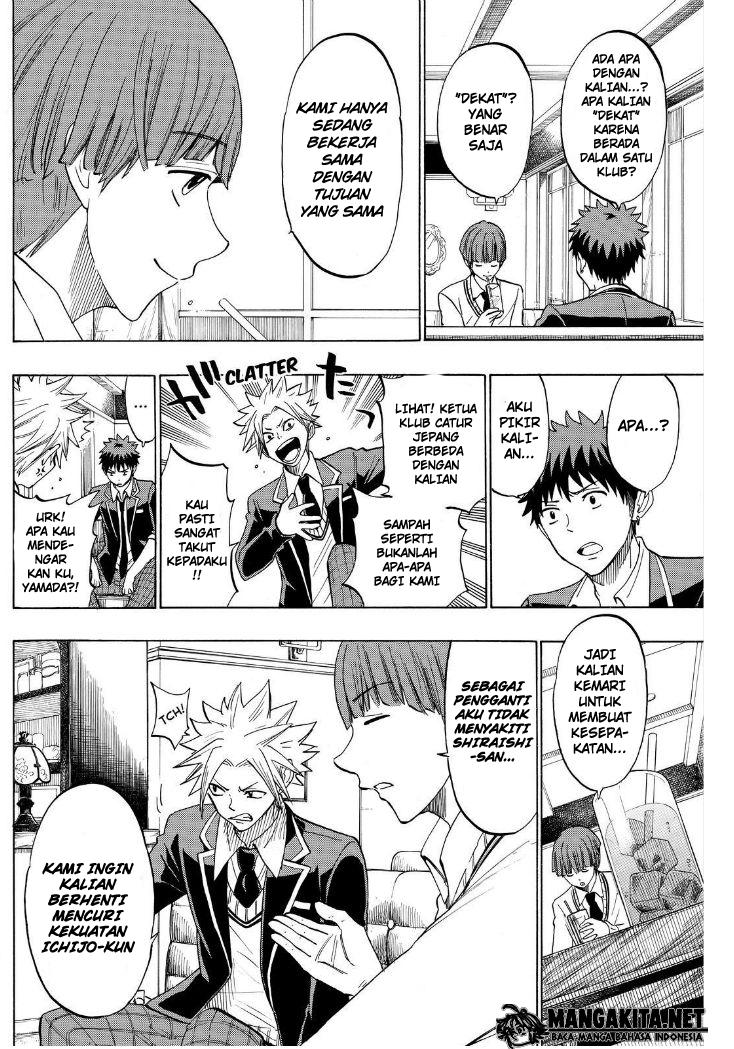 ADA APA
DENGAN
KALIAN...?
APA KALIAN
"DEKAT"
KARENA
BERADA
DALAM SATU
KLUB?
"DEKAT"?
YANG
BENAR
SAJA
KAMI HANYA
SEDANG
BEKERJA
SAMA
DENGAN
TUJUAN
YANG SAMA
APA...?
AKU
PIKIR
KALI-
AN...
LIHAT! KETUA
KLUB CATUR
JEPANG
BERBEDA
DENGAN
KALIAN
SAMPAH
SEPERTI
BUKANLAH
APA-APA
BAGI KAMI
ガタ
CLATTER
KAU
PASTI
SANGAT
TAKUT
KEPADAKU
!!
...
URK!
APA KAU
MENDE-
NGAR
KAN KU,
YAMADA?!
JADI
KALIAN
KEMARI
UNTUK
MEMBUAT
KESEPA-
KATAN...
SEBAGAI
PENGGANTI
AKU TIDAK
MENYAKITI
SHIRAISHI
-SAN...
TCH!
KAMI INGIN
KALIAN
BERHENTI
MENCURI
KEKUATAN
ICHIJO-KUN
MANGAKITA.NET
BACA MANGA BAHASA INDONESIA